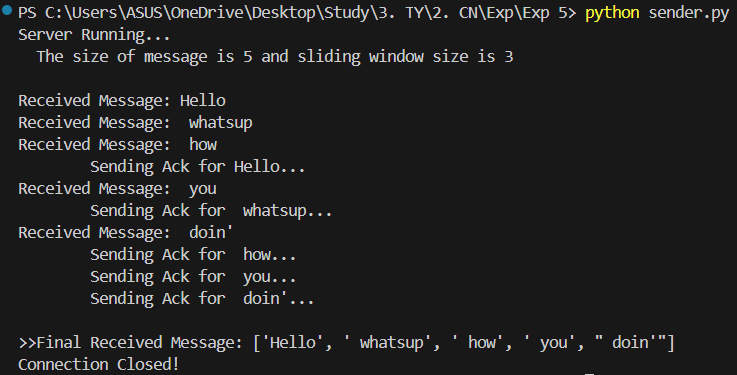 PS C:\Users\ASUS\OneDrive\Desktop\Study\3. TY\2. CN\Exp\Exp 5> python sender.py
Server Running...
  The size of message is 5 and sliding window size is 3

Received Message: Hello
Received Message:  whatsup
Received Message:  how
        Sending Ack for Hello...
Received Message:  you
        Sending Ack for  whatsup...
Received Message:  doin'
        Sending Ack for  how...
        Sending Ack for  you...
        Sending Ack for  doin'...

>>Final Received Message: ['Hello', ' whatsup', ' how', ' you', " doin'"]
Connection Closed!